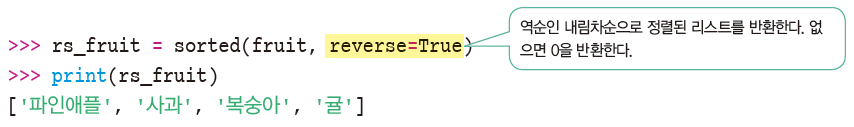 >>> rs_fruit = sorted(fruit, reverse=True)
역순인 내림차순으로 정렬된 리스트를 반환한다. 없
으면 0을 반환한다.
>>> print(rs_fruit)
['파인애플', '사과', '복숭아', '귤']